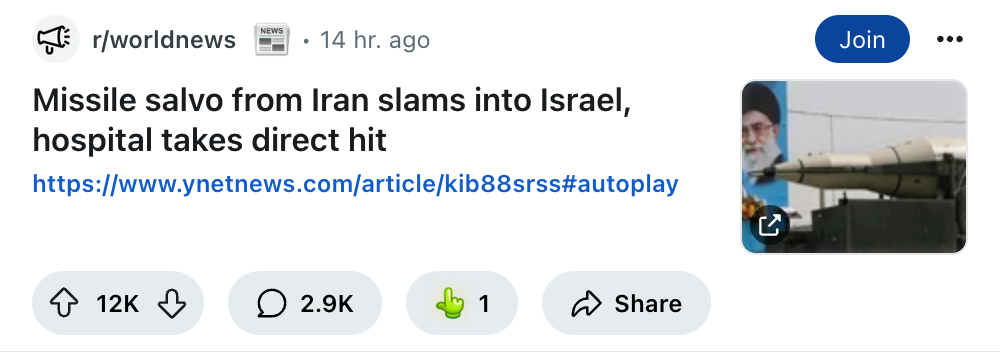 r/worldnews NEWS • 14 hr. ago Join
Missile salvo from Iran slams into Israel,
hospital takes direct hit
https://www.ynetnews.com/article/kib88srss#autoplay
12K 2.9K 1 Share